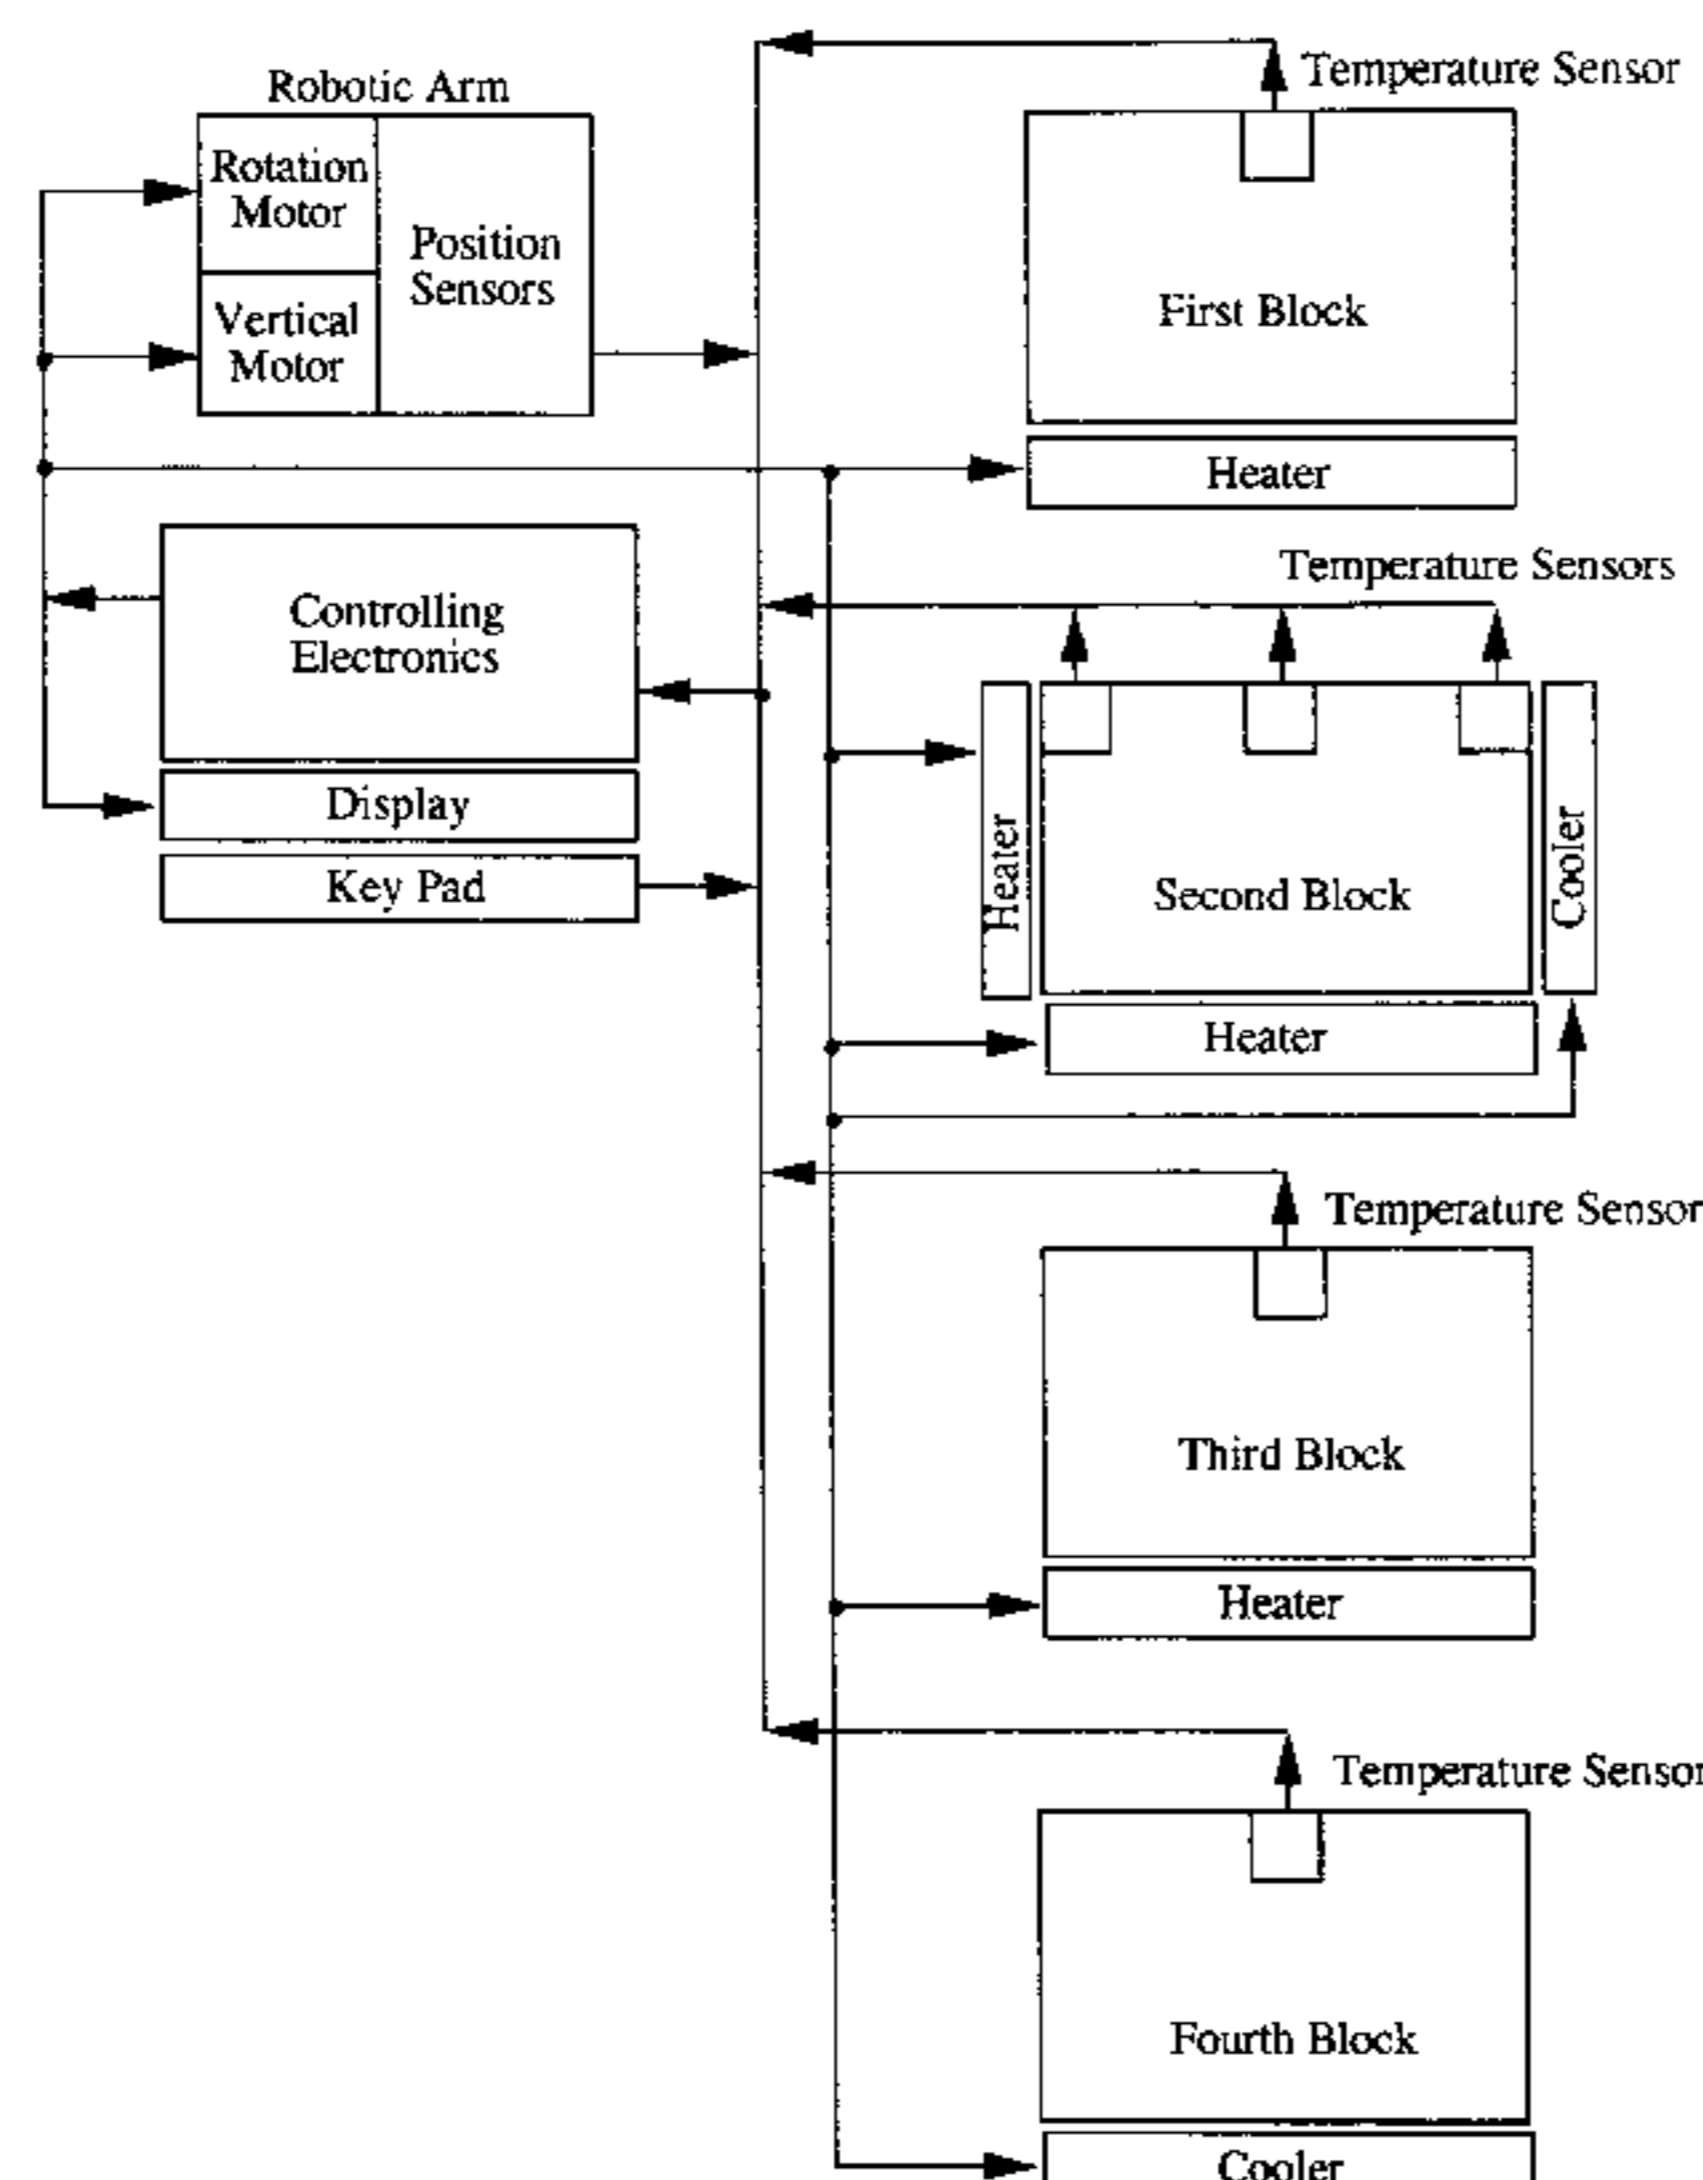 Robotic Arm
Rotation
Motor
Vertical
Motor
Position
Sensors
Controlling
Electronics
Display
Key Pad
Temperature Sensor
First Block
Heater
Temperature Sensors
Heater
Second Block
Cooler
Heater
Temperature Sensor
Third Block
Heater
Temperature Sensor
Fourth Block
Cooler